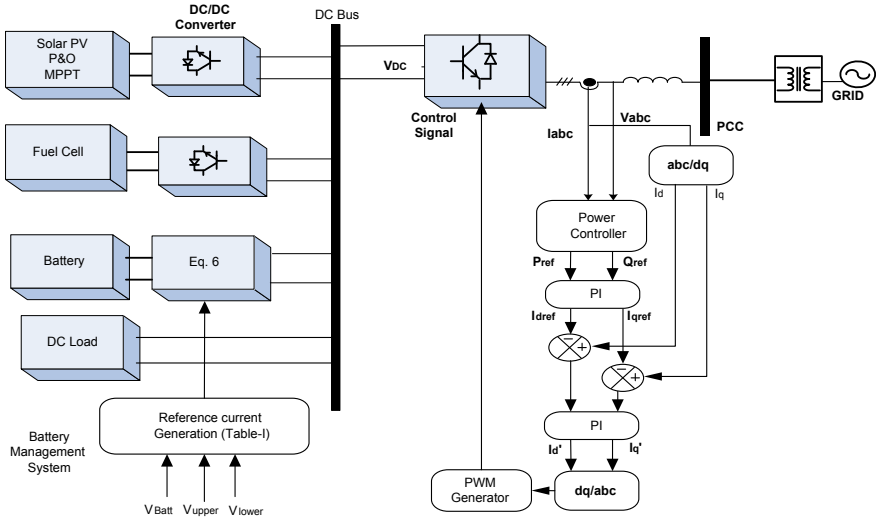 DC/DC
Converter
DC Bus
Solar PV
P&O
MPPT
VDC
Control
Signal
Iabc
Vabc
PCC
GRID
Fuel Cell
abc/dq
Id
Iq
Power
Controller
Pref
Qref
Battery
Eq. 6
PI
Idref
Iqref
DC Load
− +
− +
Reference current
Generation (Table-I)
Battery
Management
System
PI
Id'
Iq'
PWM
Generator
dq/abc
VBatt
Vupper
Vlower